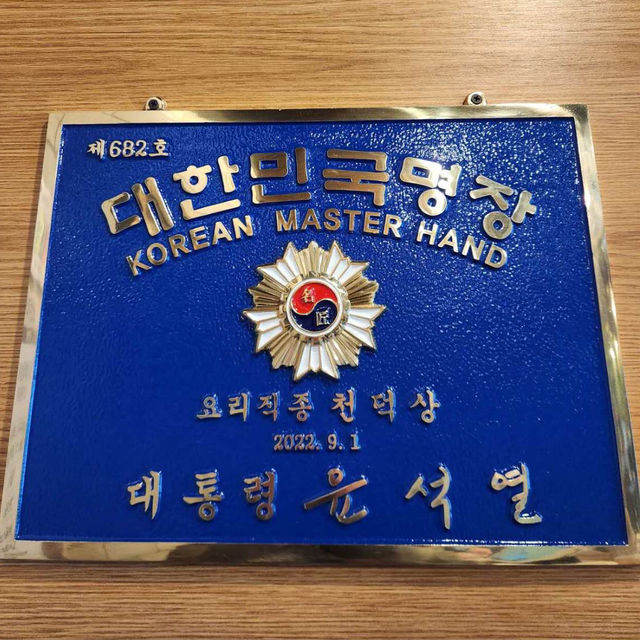 제682호
대한민국명장
KOREAN MASTER HAND
名
匠
요리직종 천덕상
2022. 9. 1
대통령 윤석열